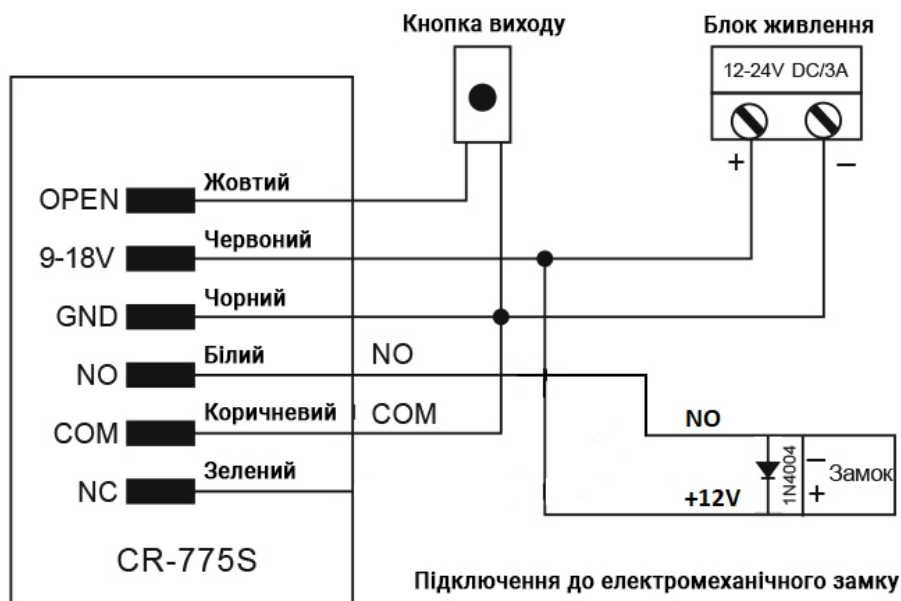 Кнопка виходу
Блок живлення
12-24V DC/3A
+ –
OPEN Жовтий
9-18V Червоний
GND Чорний
NO Білий NO
COM Коричневий COM
NC Зелений
NO
1N4004
– Замок
+
+12V
CR-775S
Підключення до електромеханічного замку